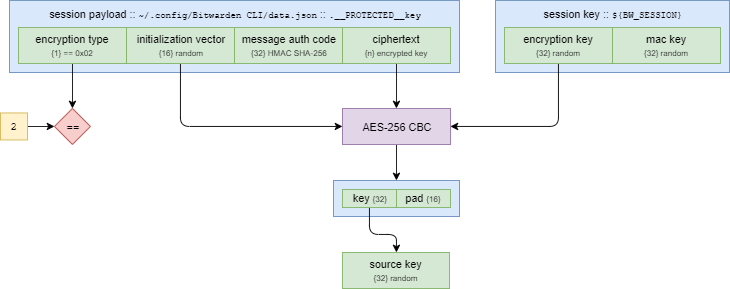 session payload :: ~/.config/Bitwarden CLI/data.json :: .__PROTECTED__key
session key :: ${BW_SESSION}
encryption type
{1} == 0x02
initialization vector
{16} random
message auth code
{32} HMAC SHA-256
ciphertext
{n} encrypted key
encryption key
{32} random
mac key
{32} random
2
==
AES-256 CBC
key {32}
pad {16}
source key
{32} random